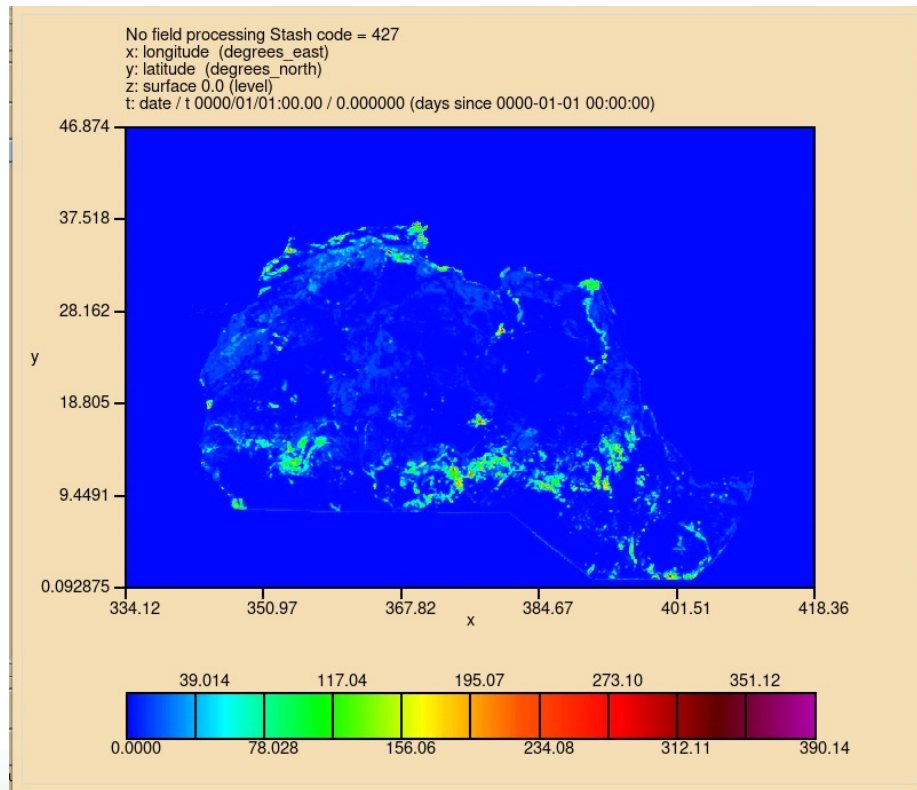 No field processing Stash code = 427
x: longitude (degrees_east)
y: latitude (degrees_north)
z: surface 0.0 (level)
t: date / t 0000/01/01:00.00 / 0.000000 (days since 0000-01-01 00:00:00)
46.874
37.518
28.162
y
18.805
9.4491
0.092875
334.12 350.97 367.82 384.67 401.51 418.36
x
39.014 117.04 195.07 273.10 351.12
0.0000 78.028 156.06 234.08 312.11 390.14